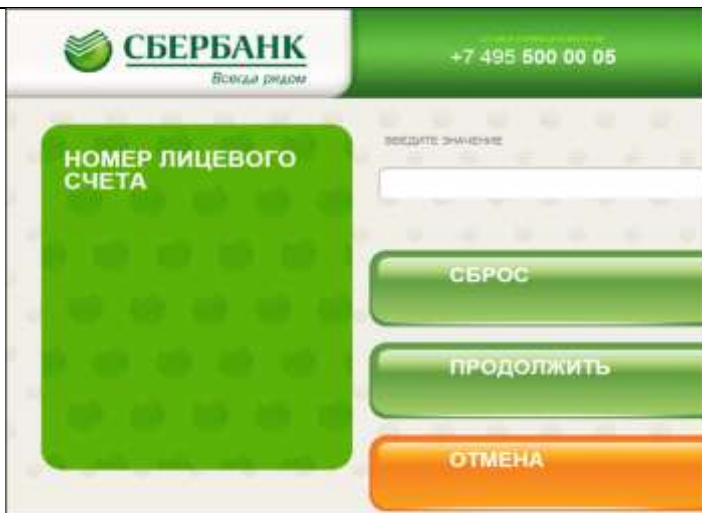 СБЕРБАНК
Всегда рядом
+7 495 500 00 05
НОМЕР ЛИЦЕВОГО
СЧЕТА
ВВЕДИТЕ ЗНАЧЕНИЕ
СБРОС
ПРОДОЛЖИТЬ
ОТМЕНА